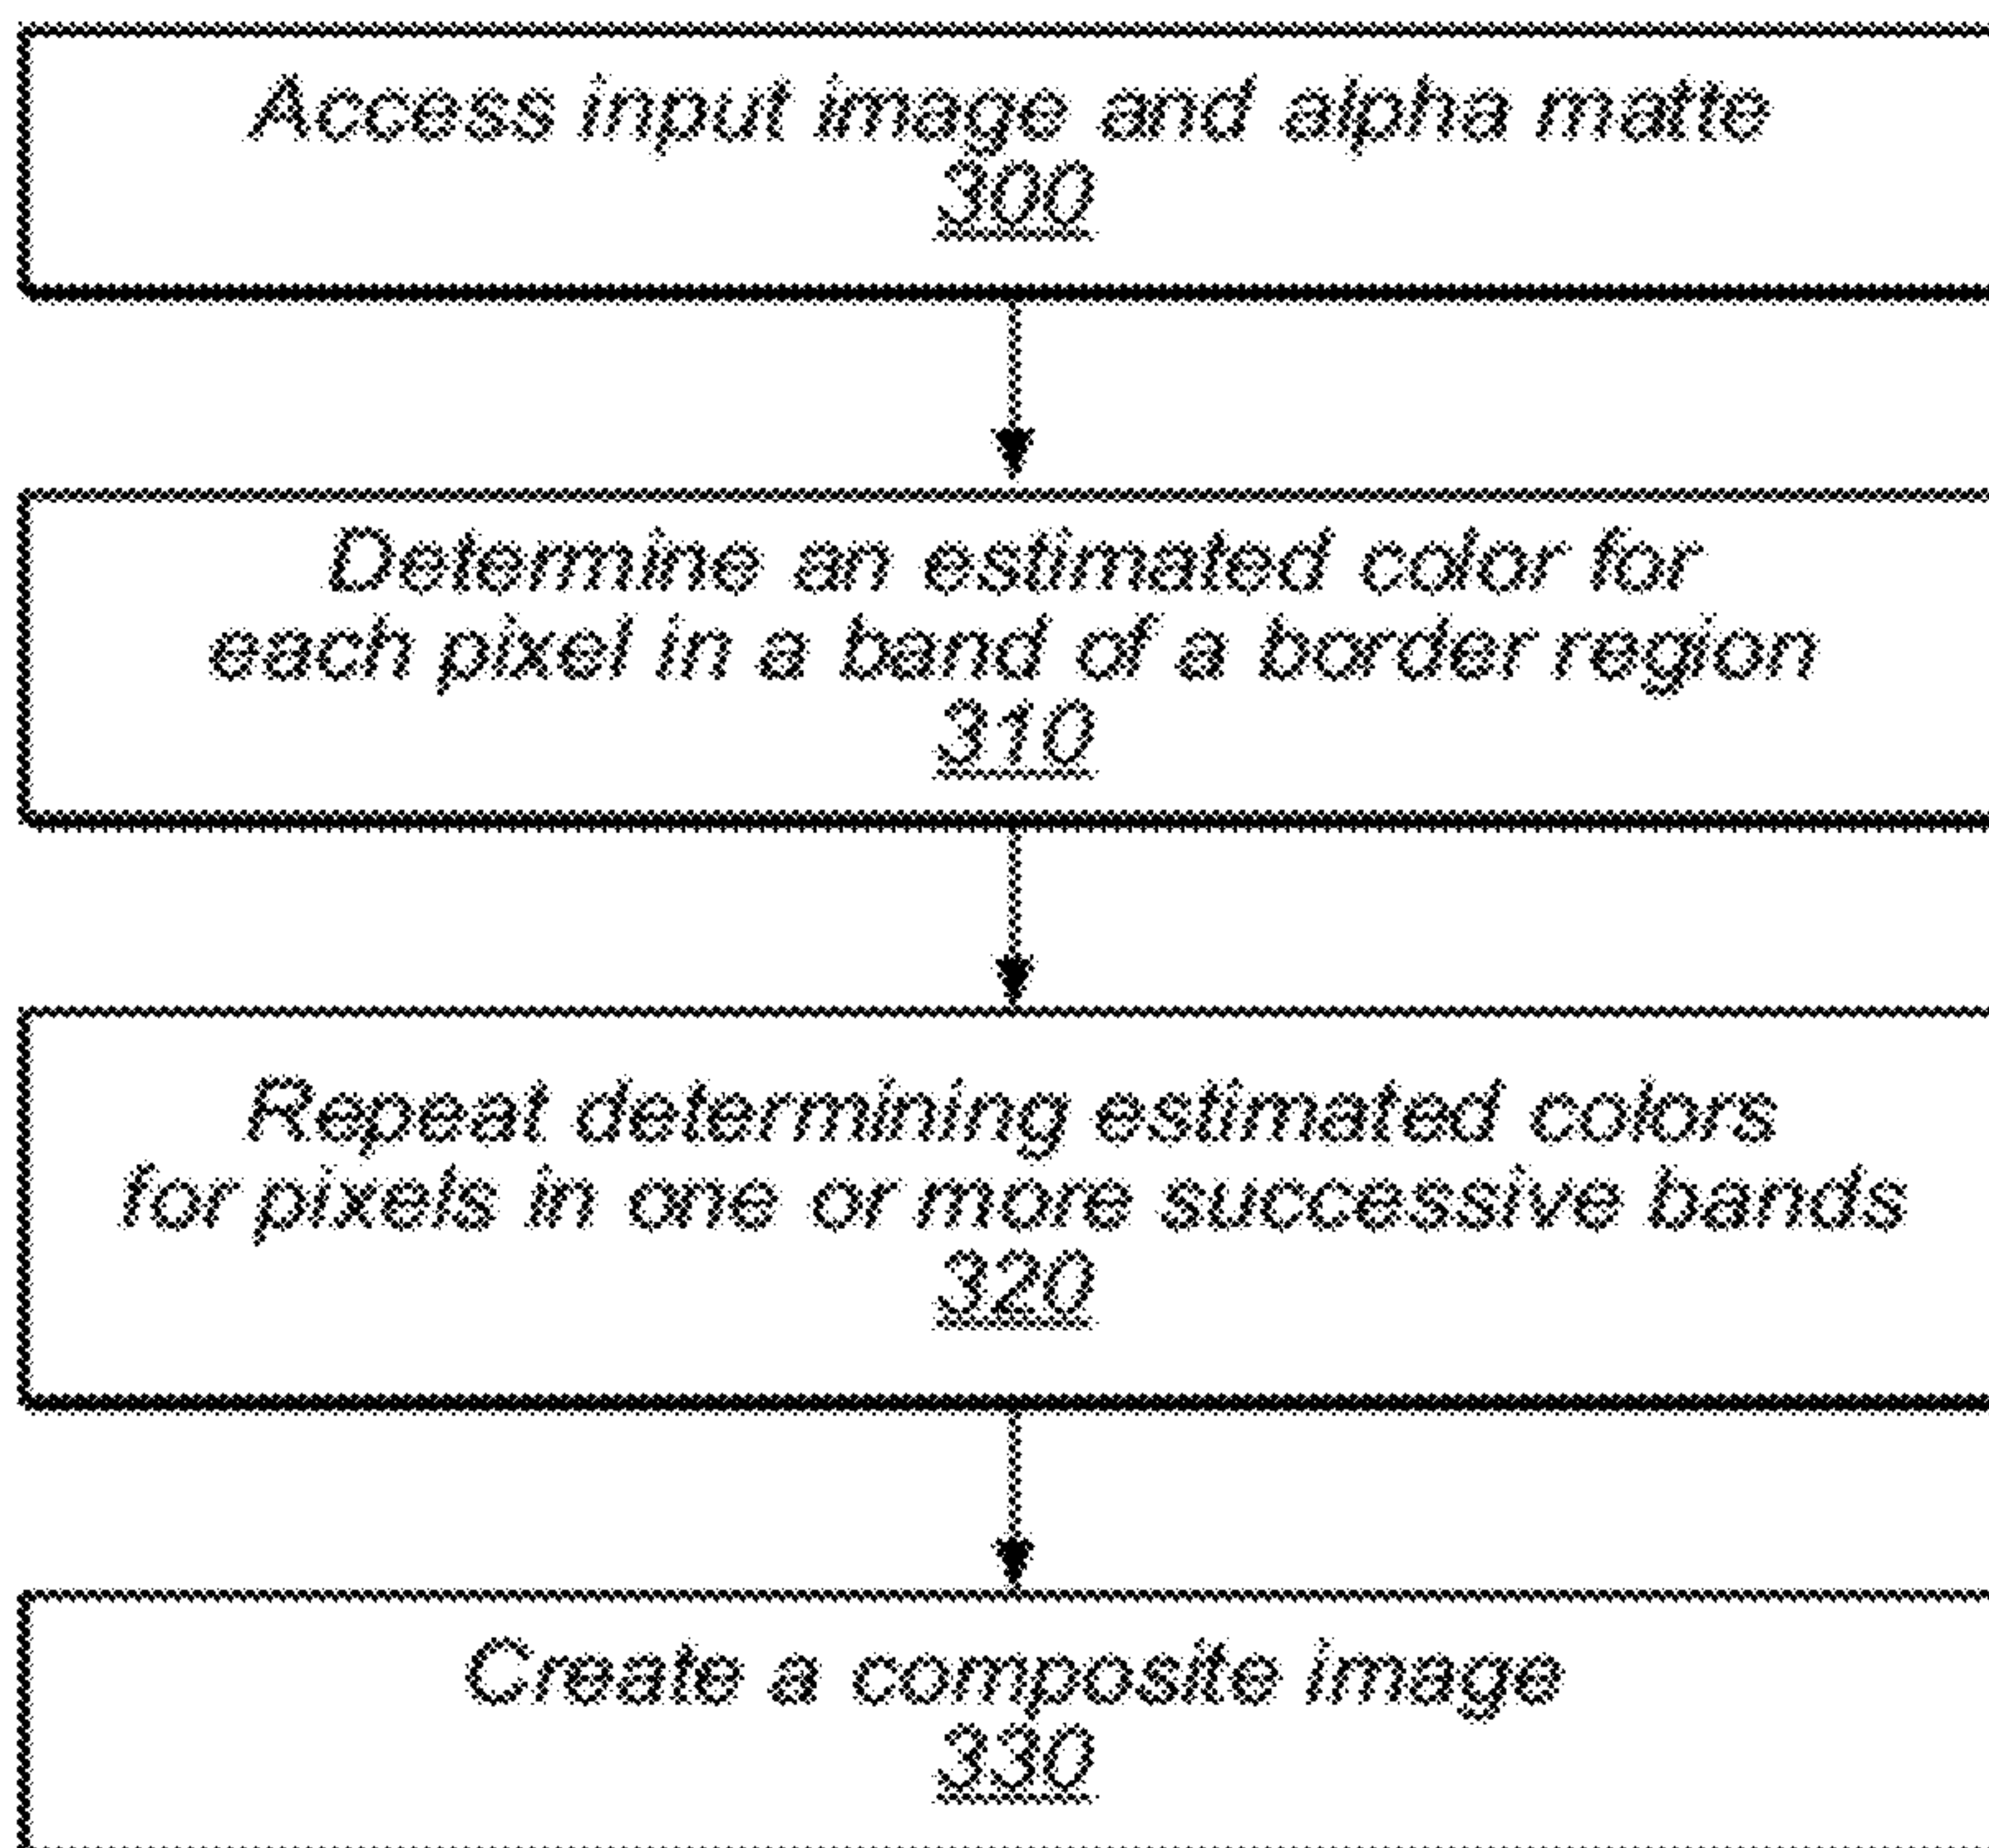 Access input image and alpha matte
300
Determine an estimated color for
each pixel in a band of a border region
310
Repeat determining estimated colors
for pixels in one or more successive bands
320
Create a composite image
330